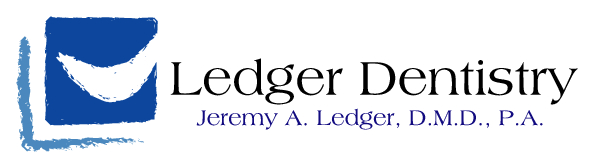 Ledger Dentistry
Jeremy A. Ledger, D.M.D., P.A.